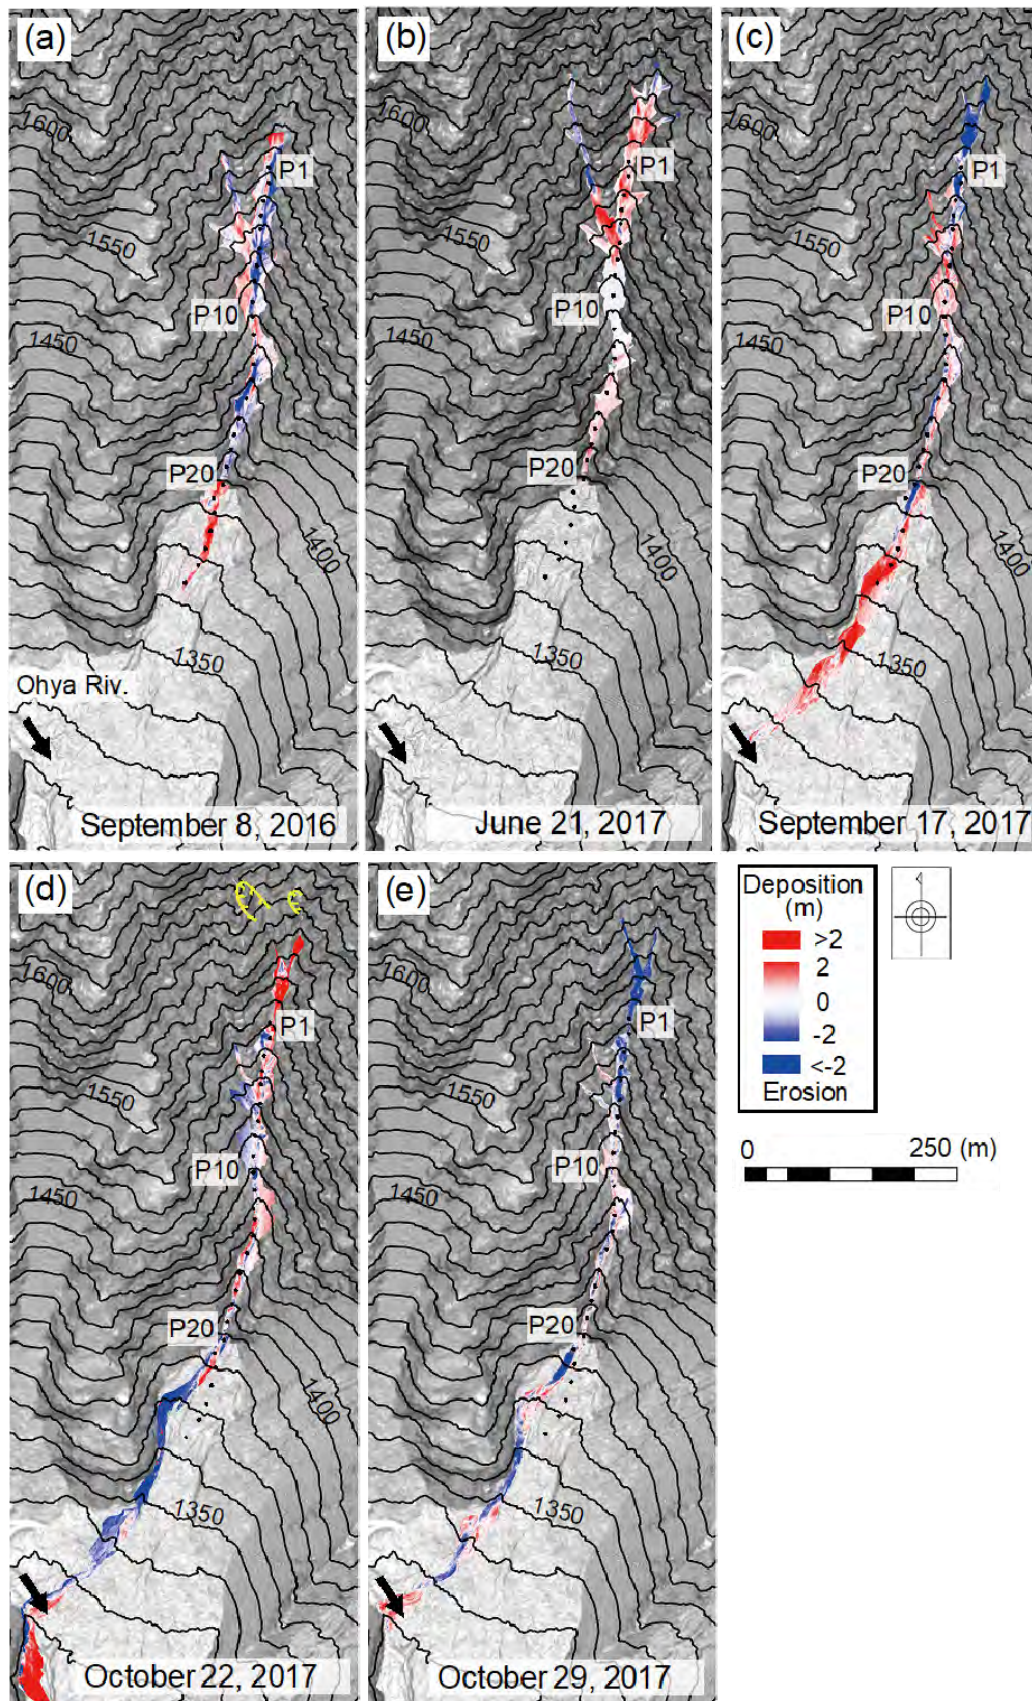 (a)
1600
P1
1550
P10
1450
P20
1400
1350
Ohya Riv.
September 8, 2016
(b)
1600
P1
1550
P10
1450
P20
1400
1350
June 21, 2017
(c)
1600
P1
1550
P10
1450
P20
1400
1350
September 17, 2017
(d)
1600
P1
1550
P10
1450
P20
1400
1350
October 22, 2017
(e)
1600
P1
1550
P10
1450
P20
1400
1350
October 29, 2017
Deposition
(m)
>2
2
0
-2
<-2
Erosion
0 250 (m)